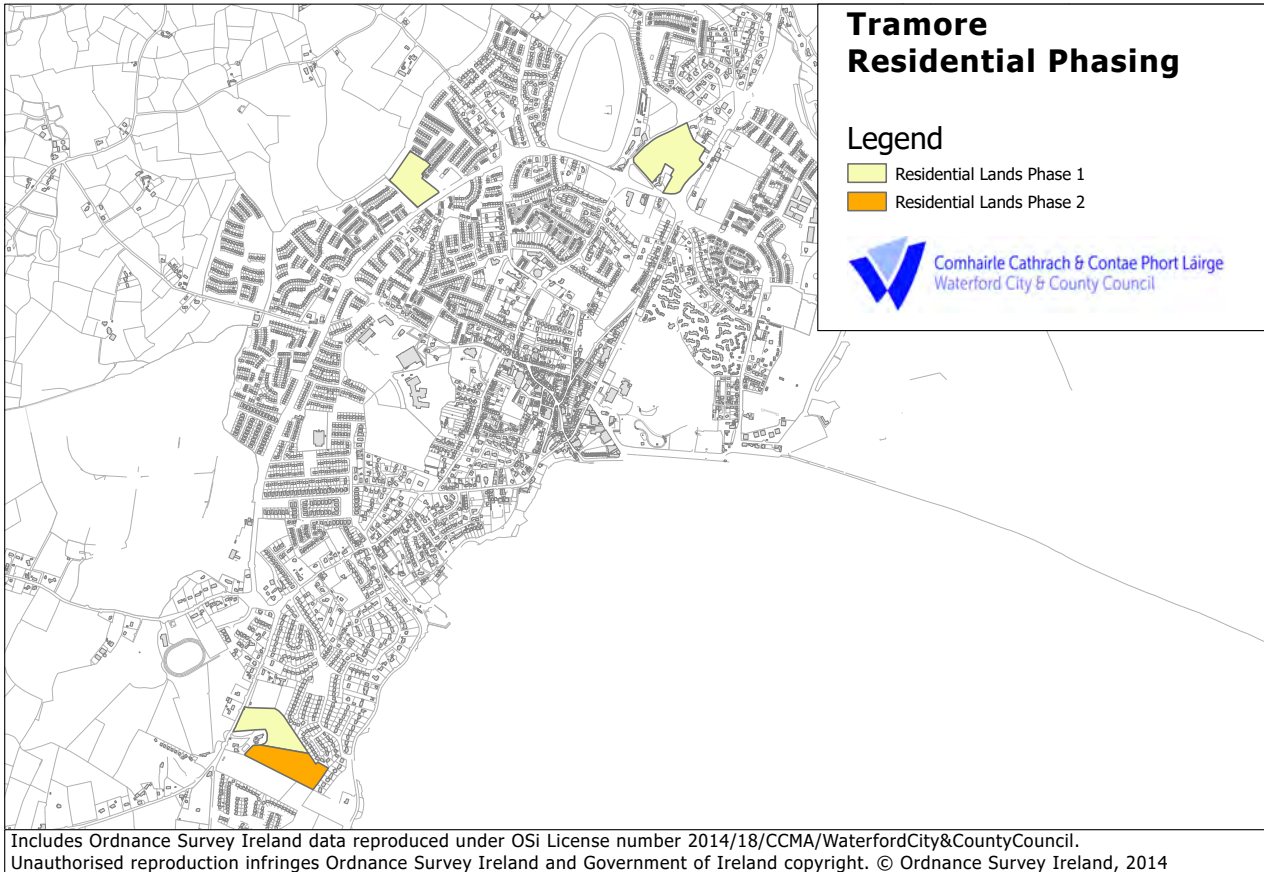 Tramore
Residential Phasing
Legend
Residential Lands Phase 1
Residential Lands Phase 2
Comhairle Cathrach & Contae Phort Láirge
Waterford City & County Council
Includes Ordnance Survey Ireland data reproduced under OSi License number 2014/18/CCMA/WaterfordCity&CountyCouncil.
Unauthorised reproduction infringes Ordnance Survey Ireland and Government of Ireland copyright. © Ordnance Survey Ireland, 2014